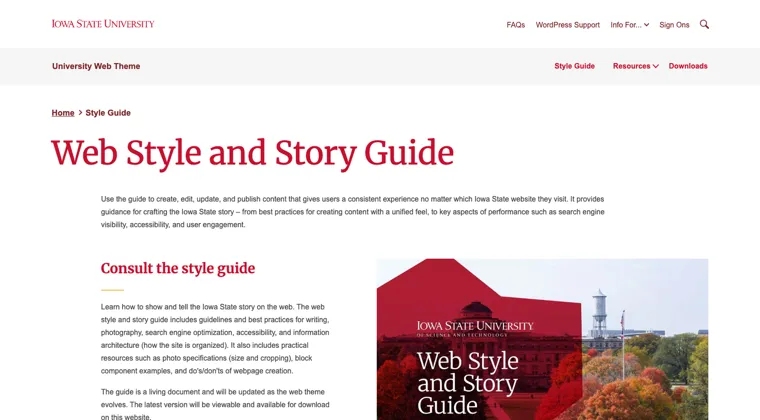 IOWA STATE UNIVERSITY
FAQs WordPress Support Info For... Sign Ons
University Web Theme
Style Guide Resources Downloads
Home > Style Guide
Web Style and Story Guide
Use the guide to create, edit, update, and publish content that gives users a consistent experience no matter which Iowa State website they visit. It provides
guidance for crafting the Iowa State story – from best practices for creating content with a unified feel, to key aspects of performance such as search engine
visibility, accessibility, and user engagement.
Consult the style guide
Learn how to show and tell the Iowa State story on the web. The web
style and story guide includes guidelines and best practices for writing,
photography, search engine optimization, accessibility, and information
architecture (how the site is organized). It also includes practical
resources such as photo specifications (size and cropping), block
component examples, and do's/don'ts of webpage creation.
The guide is a living document and will be updated as the web theme
evolves. The latest version will be viewable and available for download
on this website.
IOWA STATE UNIVERSITY
OF SCIENCE AND TECHNOLOGY
Web Style
and Story
Guide